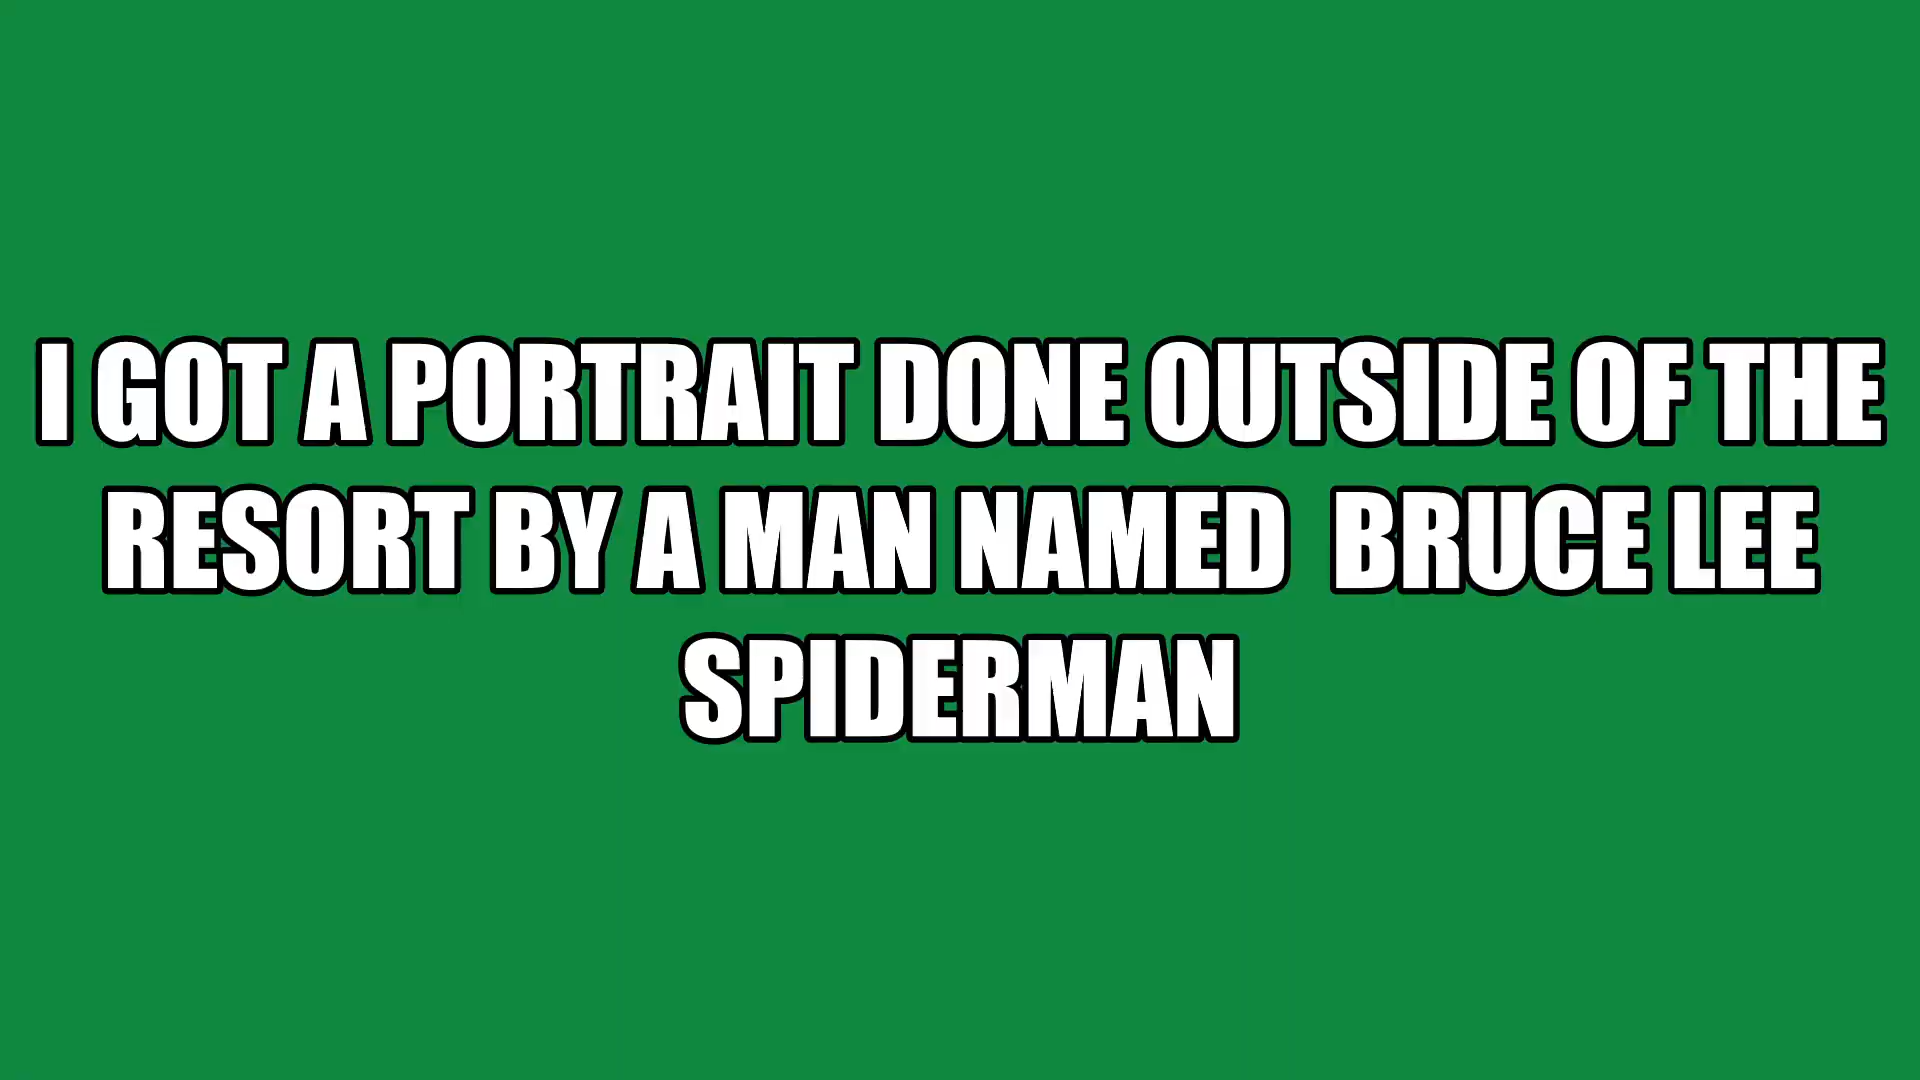 I GOT A PORTRAIT DONE OUTSIDE OF THE
RESORT BY A MAN NAMED  BRUCE LEE
SPIDERMAN